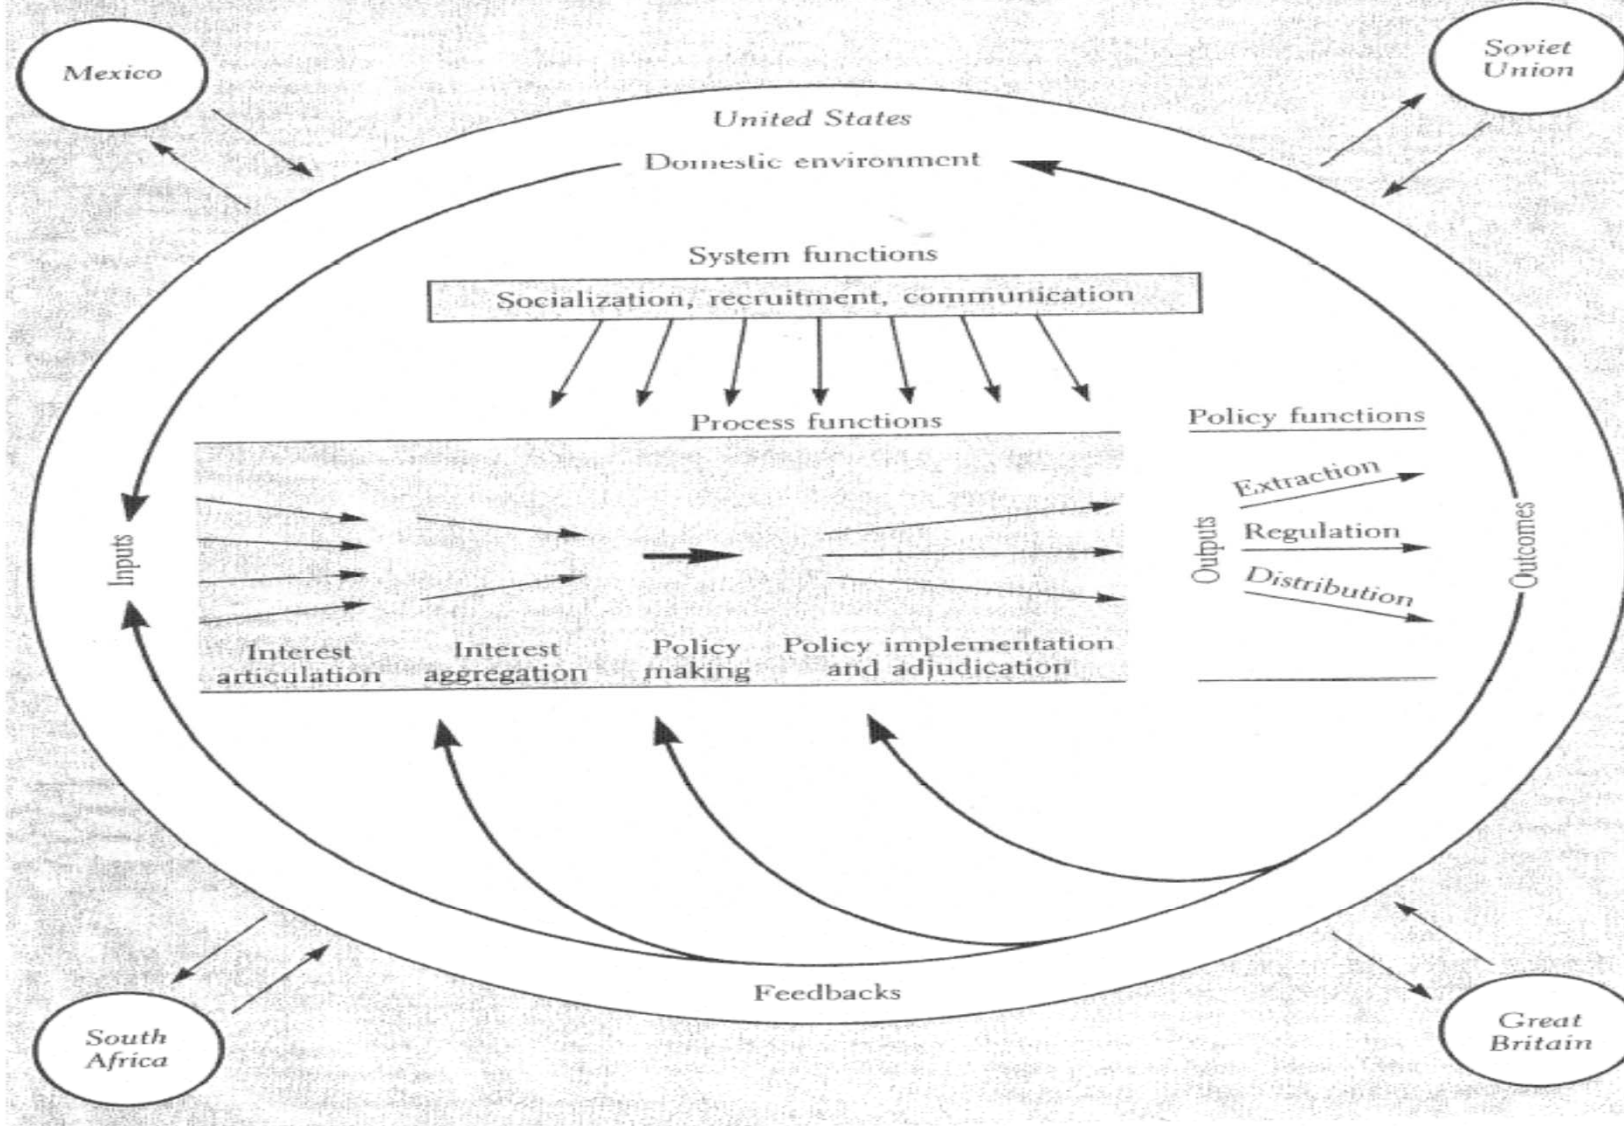 Mexico
Soviet
Union
United States
Domestic environment
System functions
Socialization, recruitment, communication
Process functions
Policy functions
Inputs
Interest
articulation
Interest
aggregation
Policy
making
Policy implementation
and adjudication
Outputs
Extraction
Regulation
Distribution
Outcomes
Feedbacks
South
Africa
Great
Britain